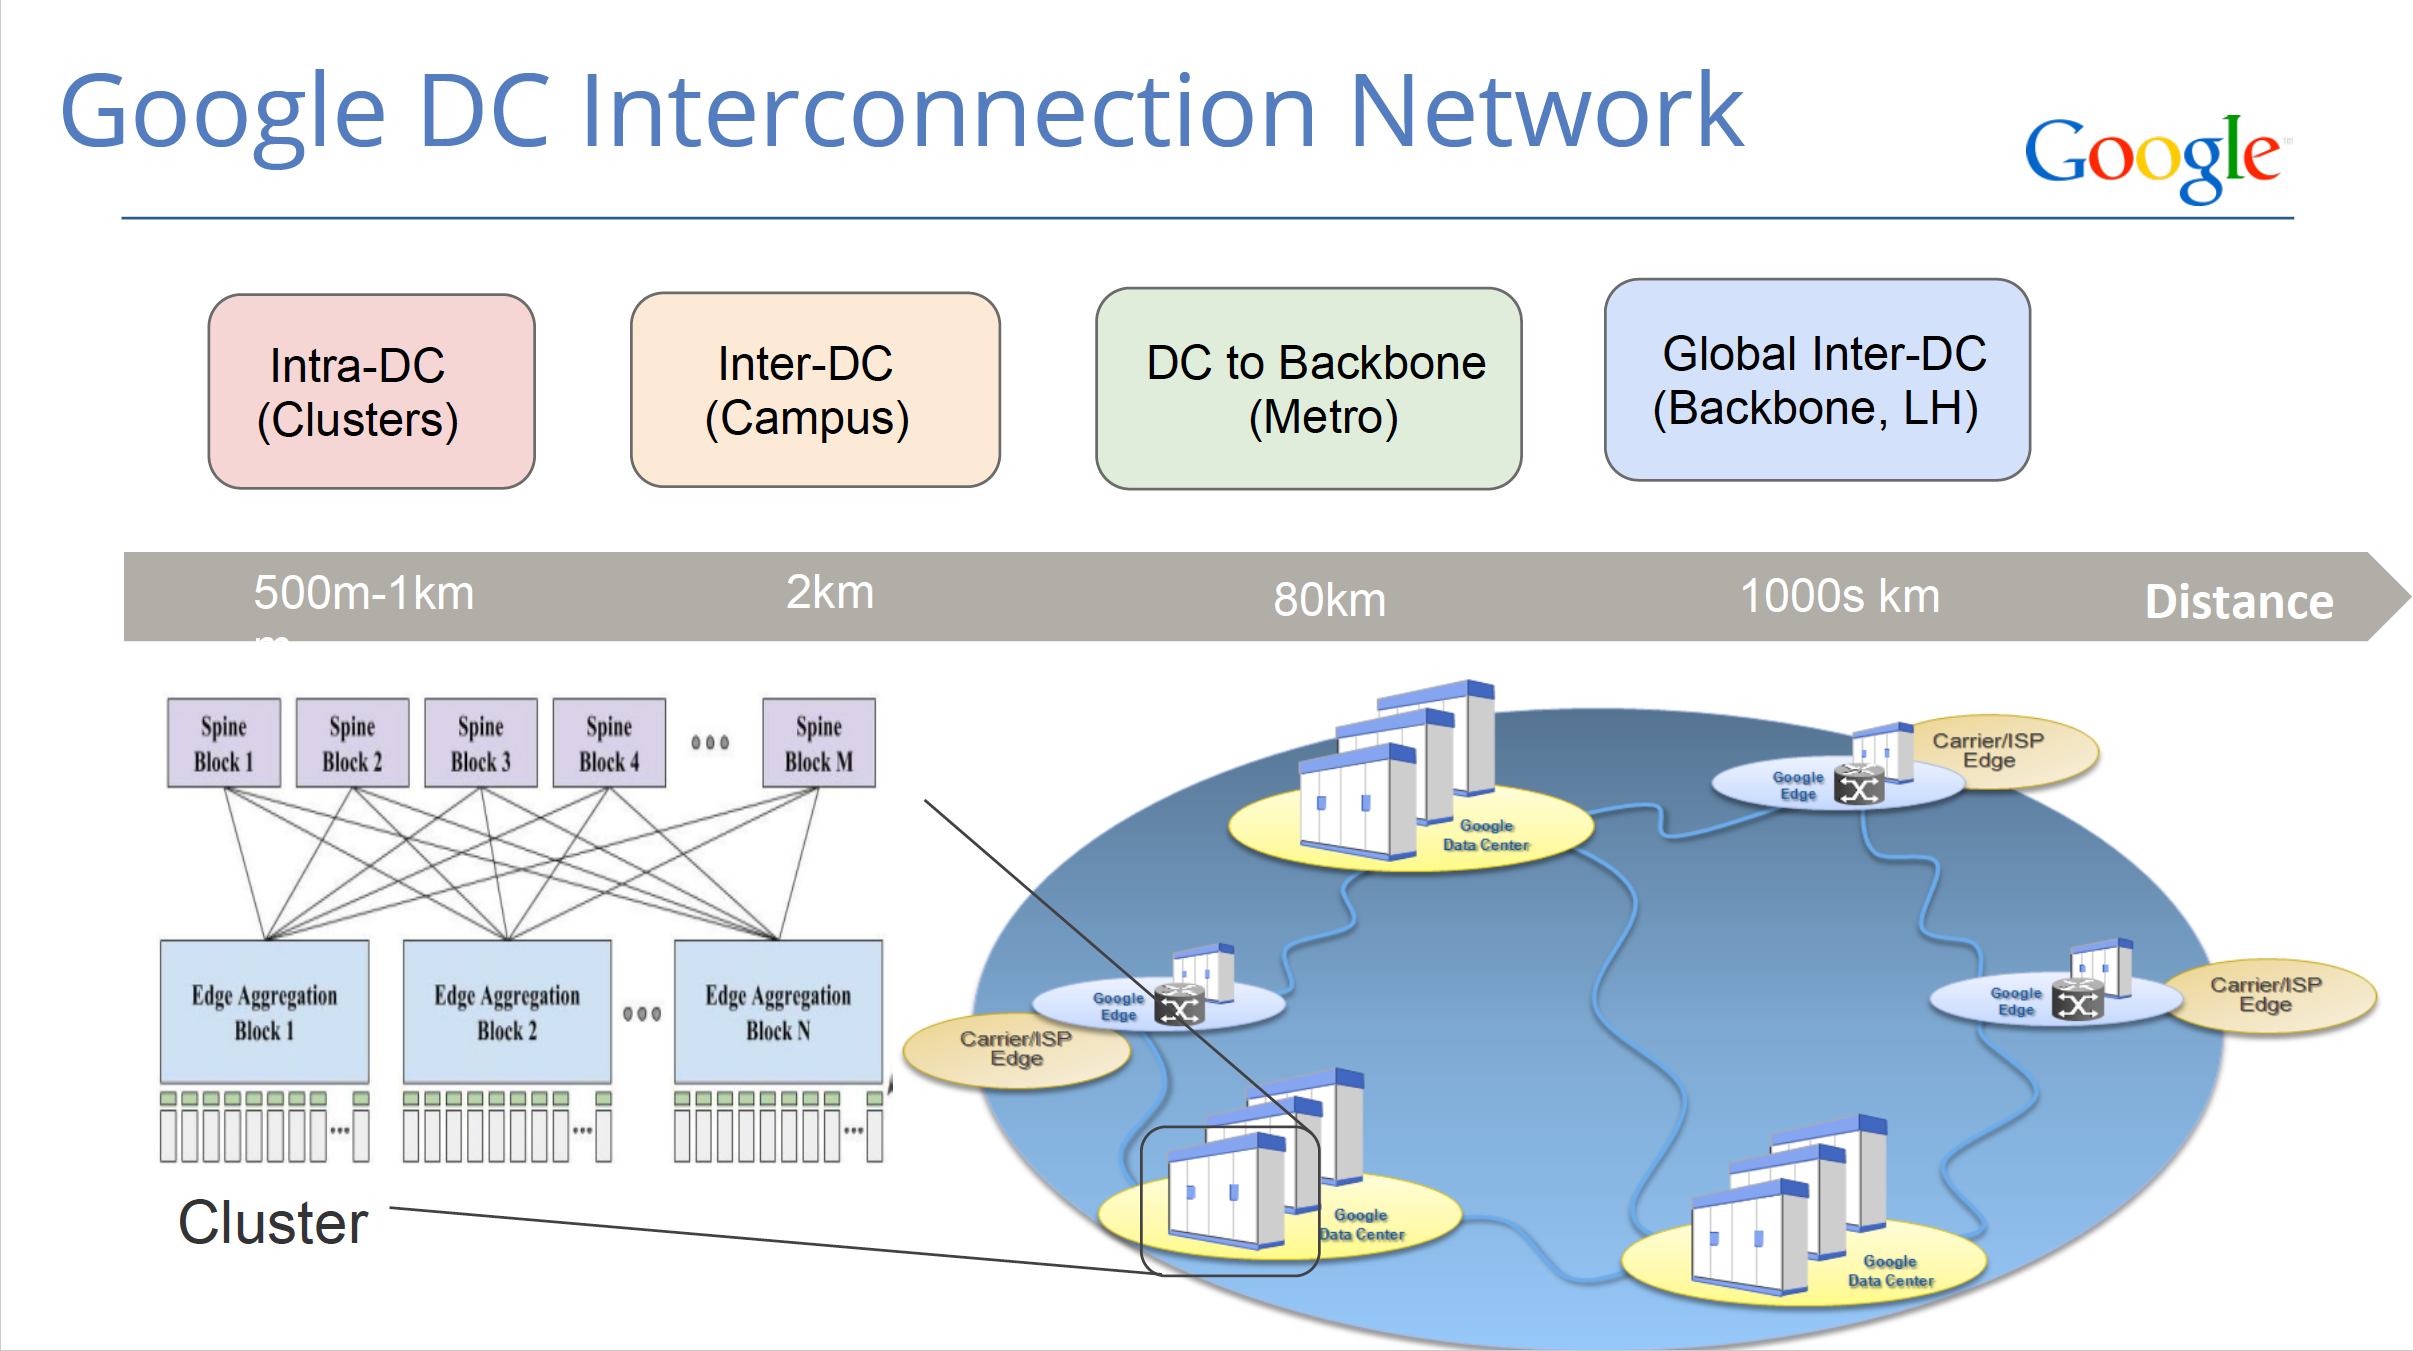 Google DC Interconnection Network
Google
Intra-DC
(Clusters)
Inter-DC
(Campus)
DC to Backbone
(Metro)
Global Inter-DC
(Backbone, LH)
500m-1km
m
2km
80km
1000s km
Distance
Spine
Block 1
Spine
Block 2
Spine
Block 3
Spine
Block 4
Spine
Block M
Edge Aggregation
Block 1
Edge Aggregation
Block 2
Edge Aggregation
Block N
Cluster
Google
Data Center
Google
Edge
Carrier/ISP
Edge
Google
Edge
Carrier/ISP
Edge
Google
Edge
Carrier/ISP
Edge
Google
Data Center
Google
Data Center